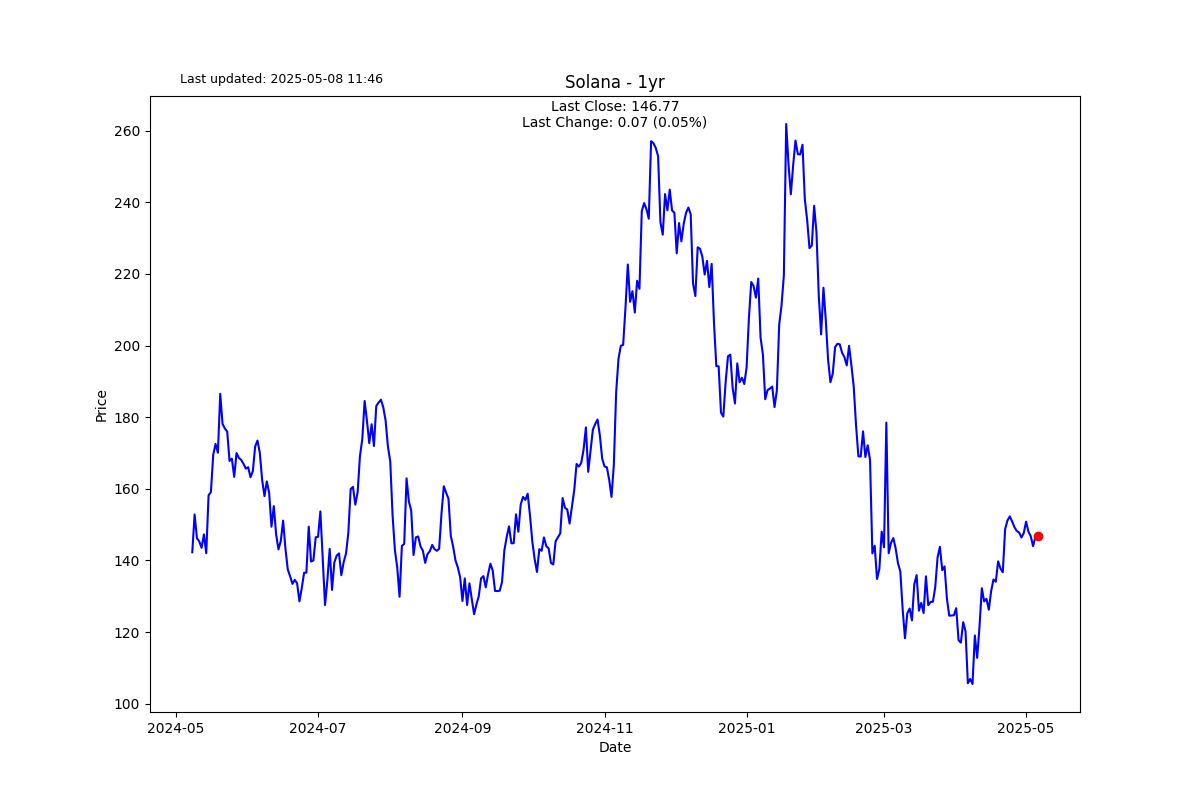 Last updated: 2025-05-08 11:46
Solana - 1yr
Last Close: 146.77
Last Change: 0.07 (0.05%)
260
240
220
200
180
160
140
120
100
Price
2024-05
2024-07
2024-09
2024-11
2025-01
2025-03
2025-05
Date